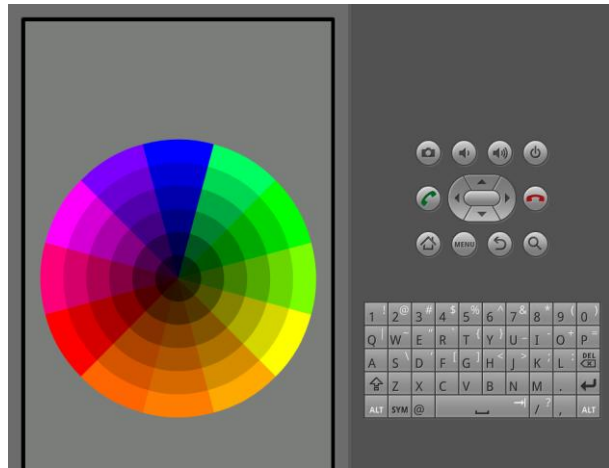 MENU
1 ! 2 @ 3 # 4 $ 5 % 6 ^ 7 & 8 * 9 ( 0 )
Q | W ~ E " R ` T { Y } U _ I - O + P =
A S \ D ' F [ G ] H < J > K ; L : DEL
Z X C V B N M .
ALT SYM @ / ? , ALT